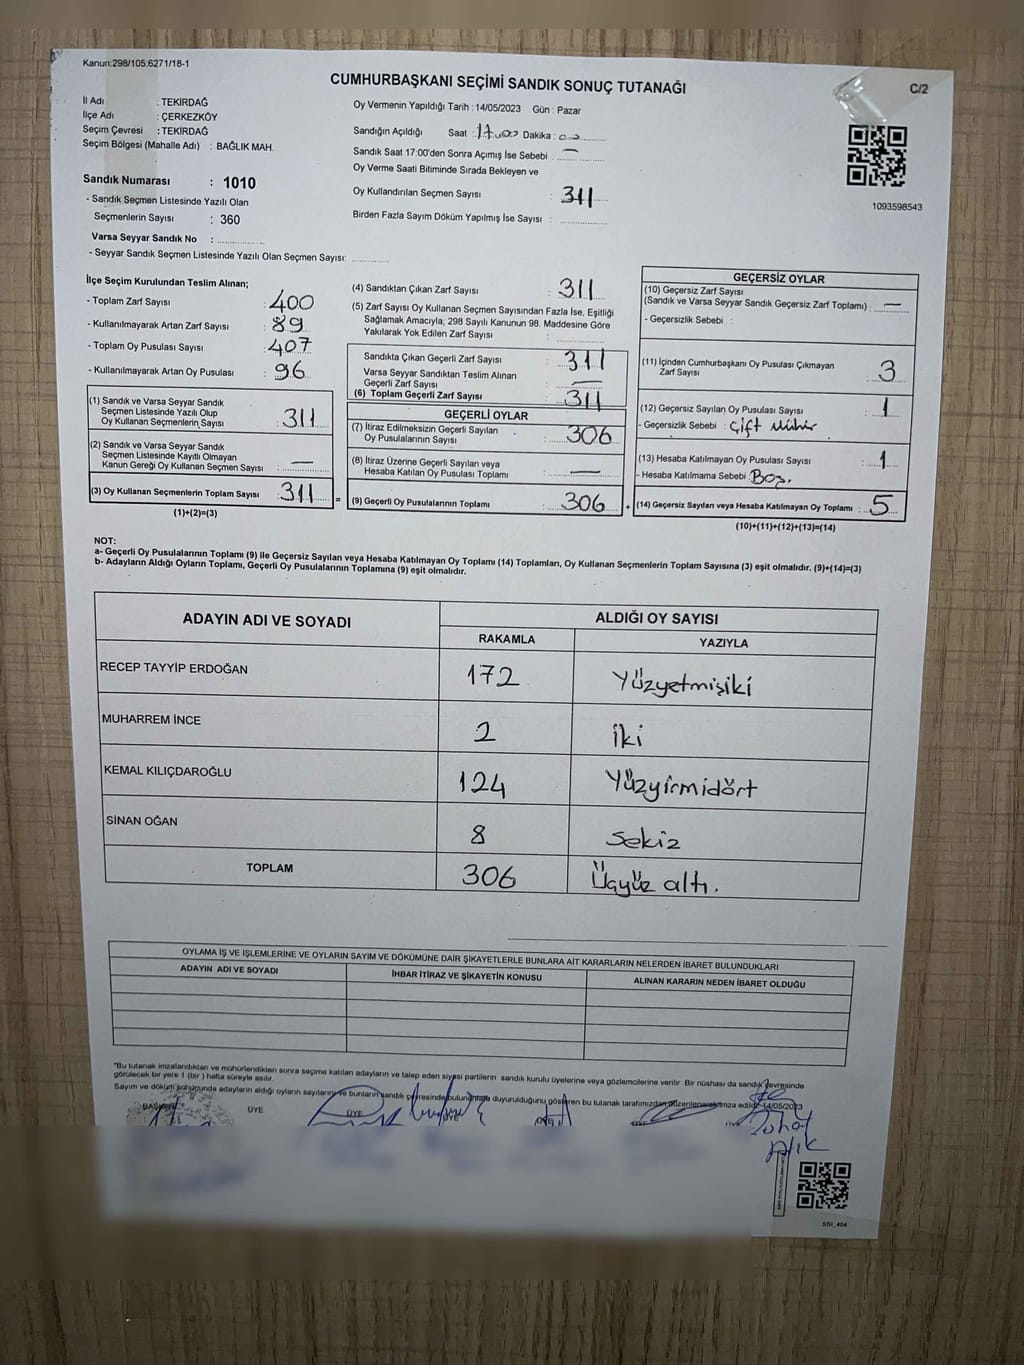 Kanun:298/105:6271/18-1
CUMHURBAŞKANI SEÇİMİ SANDIK SONUÇ TUTANAĞI
C/2
İl Adı : TEKİRDAĞ
İlçe Adı : ÇERKEZKÖY
Seçim Çevresi : TEKİRDAĞ
Seçim Bölgesi (Mahalle Adı) : BAĞLIK MAH.
Sandık Numarası : 1010
- Sandık Seçmen Listesinde Yazılı Olan
Seçmenlerin Sayısı : 360
Varsa Seyyar Sandık No : ...............
- Seyyar Sandık Seçmen Listesinde Yazılı Olan Seçmen Sayısı: ............
Oy Vermenin Yapıldığı Tarih : 14/05/2023 Gün : Pazar
Sandığın Açıldığı Saat : 17:00 Dakika :
Sandık Saat 17:00'den Sonra Açımış İse Sebebi : —
Oy Verme Saati Bitiminde Sırada Bekleyen ve
Oy Kullandırılan Seçmen Sayısı : 311
Birden Fazla Sayım Döküm Yapılmış İse Sayısı : ...............
1093598543
İlçe Seçim Kurulundan Teslim Alınan;
- Toplam Zarf Sayısı : 400
- Kullanılmayarak Artan Zarf Sayısı : 89
- Toplam Oy Pusulası Sayısı : 407
- Kullanılmayarak Artan Oy Pusulası : 96
(1) Sandık ve Varsa Seyyar Sandık
Seçmen Listesinde Yazılı Olup
Oy Kullanan Seçmenlerin Sayısı : 311
(2) Sandık ve Varsa Seyyar Sandık
Seçmen Listesinde Kayıtlı Olmayan
Kanun Gereği Oy Kullanan Seçmen Sayısı : —
(3) Oy Kullanan Seçmenlerin Toplam Sayısı : 311 =
(1)+(2)=(3)
(4) Sandıktan Çıkan Zarf Sayısı : 311
(5) Zarf Sayısı Oy Kullanan Seçmen Sayısından Fazla İse, Eşitliği
Sağlamak Amacıyla; 298 Sayılı Kanunun 98. Maddesine Göre
Yakılarak Yok Edilen Zarf Sayısı : ...............
Sandıkta Çıkan Geçerli Zarf Sayısı : 311
Varsa Seyyar Sandıktan Teslim Alınan
Geçerli Zarf Sayısı : —
(6) Toplam Geçerli Zarf Sayısı : 311
GEÇERLİ OYLAR
(7) İtiraz Edilmeksizin Geçerli Sayılan
Oy Pusulalarının Sayısı : 306
(8) İtiraz Üzerine Geçerli Sayılan veya
Hesaba Katılan Oy Pusulası Toplamı : —
(9) Geçerli Oy Pusulalarının Toplamı : 306 +
GEÇERSİZ OYLAR
(10) Geçersiz Zarf Sayısı
(Sandık ve Varsa Seyyar Sandık Geçersiz Zarf Toplamı) : —
- Geçersizlik Sebebi :
(11) İçinden Cumhurbaşkanı Oy Pusulası Çıkmayan
Zarf Sayısı : 3
(12) Geçersiz Sayılan Oy Pusulası Sayısı : 1
- Geçersizlik Sebebi : Çift Mühür
(13) Hesaba Katılmayan Oy Pusulası Sayısı : 1
- Hesaba Katılmama Sebebi : Boş.
(14) Geçersiz Sayılan veya Hesaba Katılmayan Oy Toplamı : 5
(10)+(11)+(12)+(13)=(14)
NOT:
a- Geçerli Oy Pusulalarının Toplamı (9) ile Geçersiz Sayılan veya Hesaba Katılmayan Oy Toplamı (14) Toplamları, Oy Kullanan Seçmenlerin Toplam Sayısına (3) eşit olmalıdır. (9)+(14)=(3)
b- Adayların Aldığı Oyların Toplamı, Geçerli Oy Pusulalarının Toplamına (9) eşit olmalıdır.
ADAYIN ADI VE SOYADI ALDIĞI OY SAYISI
RAKAMLA YAZIYLA
RECEP TAYYİP ERDOĞAN 172 Yüzyetmişiki
MUHARREM İNCE 2 iki
KEMAL KILIÇDAROĞLU 124 Yüzyirmidört
SİNAN OĞAN 8 Sekiz
TOPLAM 306 Üçyüz altı.
OYLAMA İŞ VE İŞLEMLERİNE VE OYLARIN SAYIM VE DÖKÜMÜNE DAİR ŞİKAYETLERLE BUNLARA AİT KARARLARIN NELERDEN İBARET BULUNDUKLARI
ADAYIN ADI VE SOYADI İHBAR İTİRAZ VE ŞİKAYETİN KONUSU ALINAN KARARIN NEDEN İBARET OLDUĞU
*Bu tutanak imzalandıktan ve mühürlendikten sonra seçime katılan adayların ve talep eden siyasi partilerin sandık kurulu üyelerine veya gözlemcilerine verilir. Bir nüshası da sandık çevresinde
görülecek bir yere 1 (bir ) hafta süreyle asılır.
Sayım ve döküm sonucunda adayların aldığı oyların sayılarını ve bunların sandık çevresinde bulunanlara duyurulduğunu gösteren bu tutanak tarafımızdan düzenlenerek imza edildi. 14/05/2023
BAŞKAN ÜYE ÜYE ÜYE ÜYE ÜYE ÜYE
SSİ_404